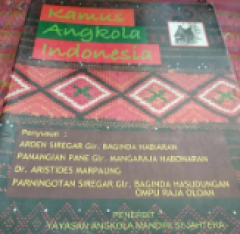 Kamus
Angkola
Indonesia
Penyusun :
ARDEN SIREGAR Glr. BAGINDA HABIARAN
PAMANGIAN PANE Glr. MANGARAJA HABONARAN
Dr. ARISTIDES MARPAUNG
PARNINGOTAN SIREGAR Glr. BAGINDA HASUDUNGAN
OMPU RAJA OLOAN
PENERBIT
YAYASAN ANGKOLA MANDIRI SEJAHTERA